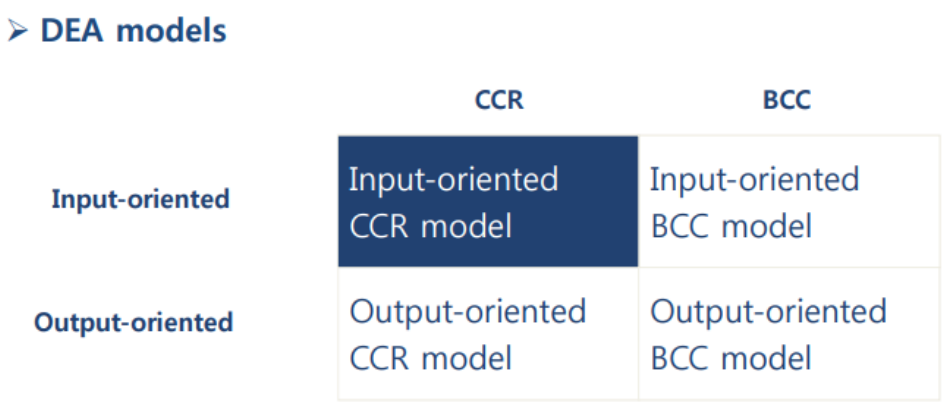 ➢ DEA models
CCR BCC
Input-oriented
Input-oriented
CCR model
Input-oriented
BCC model
Output-oriented
Output-oriented
CCR model
Output-oriented
BCC model